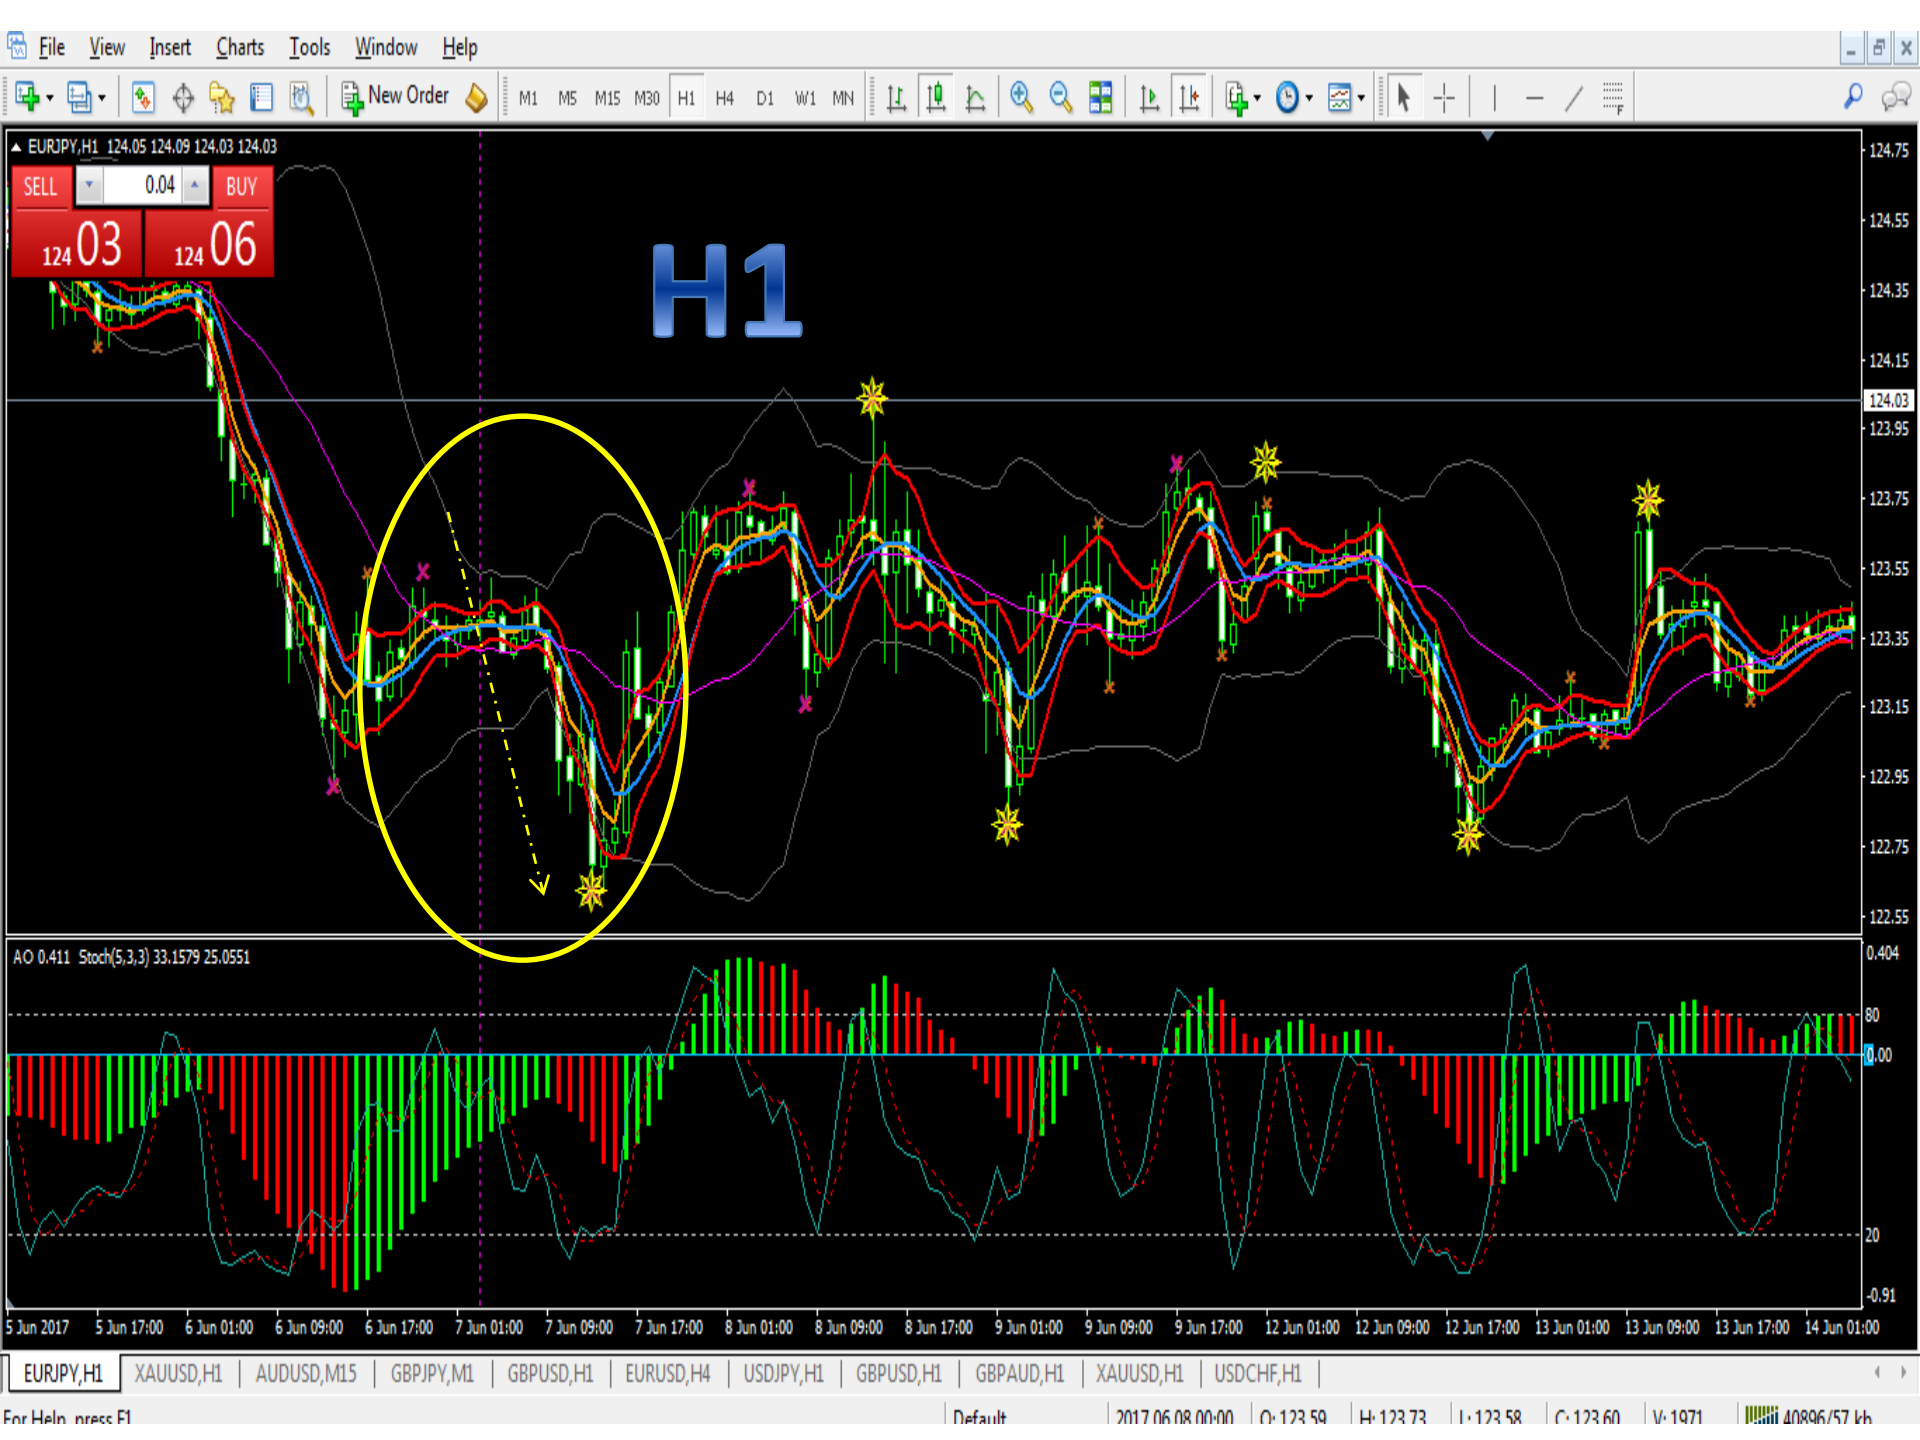 File View Insert Charts Tools Window Help
New Order M1 M5 M15 M30 H1 H4 D1 W1 MN
EURJPY,H1 124.05 124.09 124.03 124.03
SELL 0.04 BUY
124 03 124 06
H1
124.75
124.55
124.35
124.15
124.03
123.95
123.75
123.55
123.35
123.15
122.95
122.75
122.55
AO 0.411 Stoch(5,3,3) 33.1579 25.0551
0.404
80
0.00
20
-0.91
5 Jun 2017 5 Jun 17:00 6 Jun 01:00 6 Jun 09:00 6 Jun 17:00 7 Jun 01:00 7 Jun 09:00 7 Jun 17:00 8 Jun 01:00 8 Jun 09:00 8 Jun 17:00 9 Jun 01:00 9 Jun 09:00 9 Jun 17:00 12 Jun 01:00 12 Jun 09:00 12 Jun 17:00 13 Jun 01:00 13 Jun 09:00 13 Jun 17:00 14 Jun 01:00
EURJPY,H1 XAUUSD,H1 AUDUSD,M15 GBPJPY,M1 GBPUSD,H1 EURUSD,H4 USDJPY,H1 GBPUSD,H1 GBPAUD,H1 XAUUSD,H1 USDCHF,H1
For Help, press F1 Default 2017.06.08 00:00 O: 123.59 H: 123.73 L: 123.58 C: 123.60 V: 1971 40896/57 kb